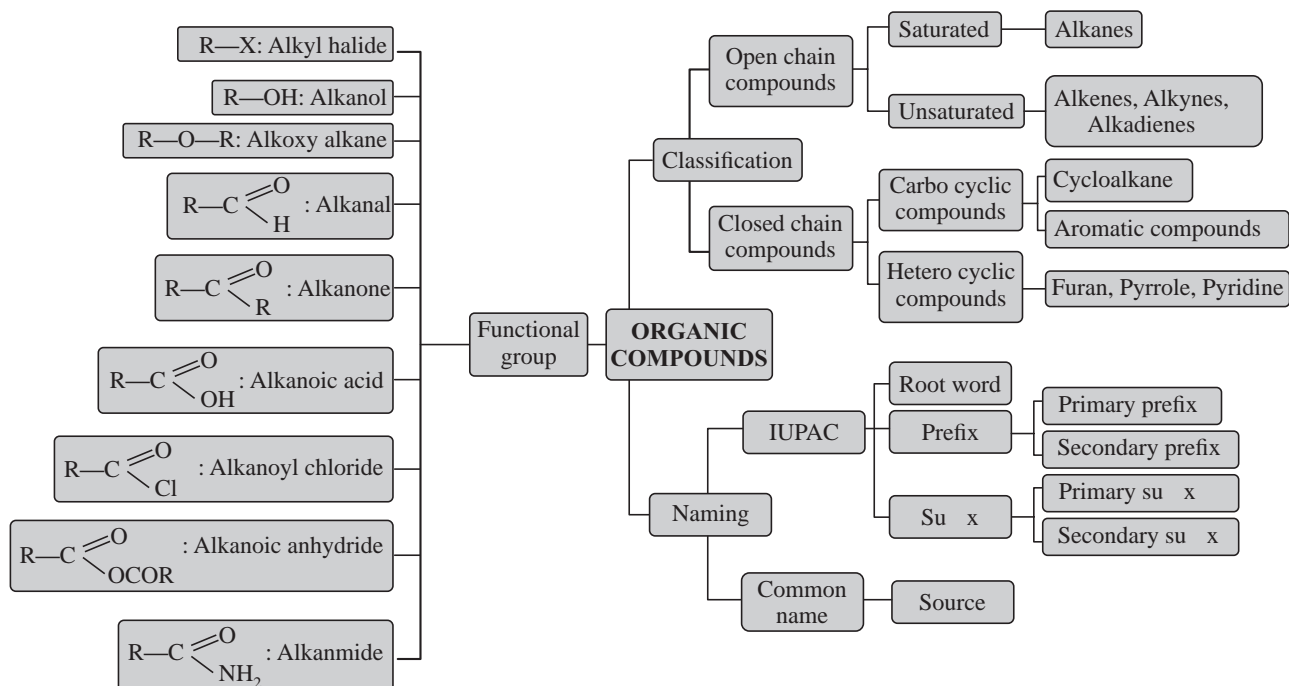 R—X: Alkyl halide
R—OH: Alkanol
R—O—R: Alkoxy alkane
O
R—C : Alkanal
H
O
R—C : Alkanone
R
O
R—C : Alkanoic acid
OH
O
R—C : Alkanoyl chloride
Cl
O
R—C : Alkanoic anhydride
OCOR
O
R—C : Alkanmide
NH₂
Functional
group
ORGANIC
COMPOUNDS
Classification
Open chain
compounds
Saturated
Alkanes
Unsaturated
Alkenes, Alkynes,
Alkadienes
Closed chain
compounds
Carbo cyclic
compounds
Cycloalkane
Aromatic compounds
Hetero cyclic
compounds
Furan, Pyrrole, Pyridine
Naming
IUPAC
Root word
Prefix
Primary prefix
Secondary prefix
Su x
Primary su x
Secondary su x
Common
name
Source